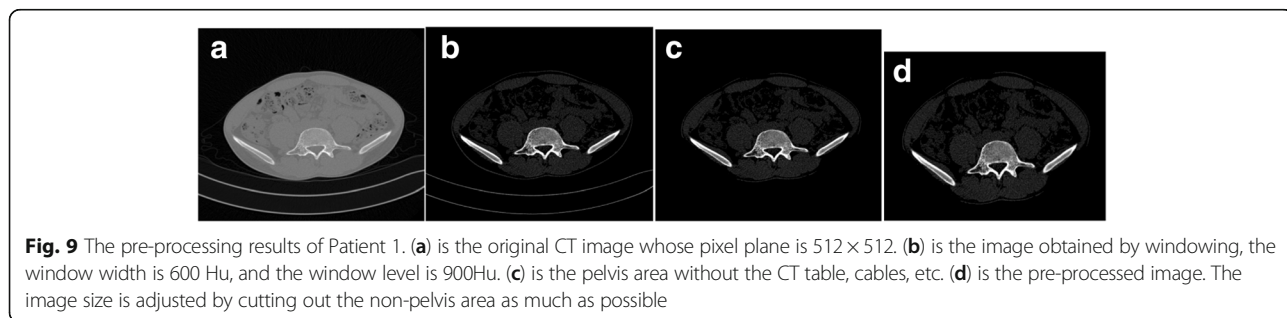 a b c d
Fig. 9 The pre-processing results of Patient 1. (a) is the original CT image whose pixel plane is 512 × 512. (b) is the image obtained by windowing, the
window width is 600 Hu, and the window level is 900Hu. (c) is the pelvis area without the CT table, cables, etc. (d) is the pre-processed image. The
image size is adjusted by cutting out the non-pelvis area as much as possible